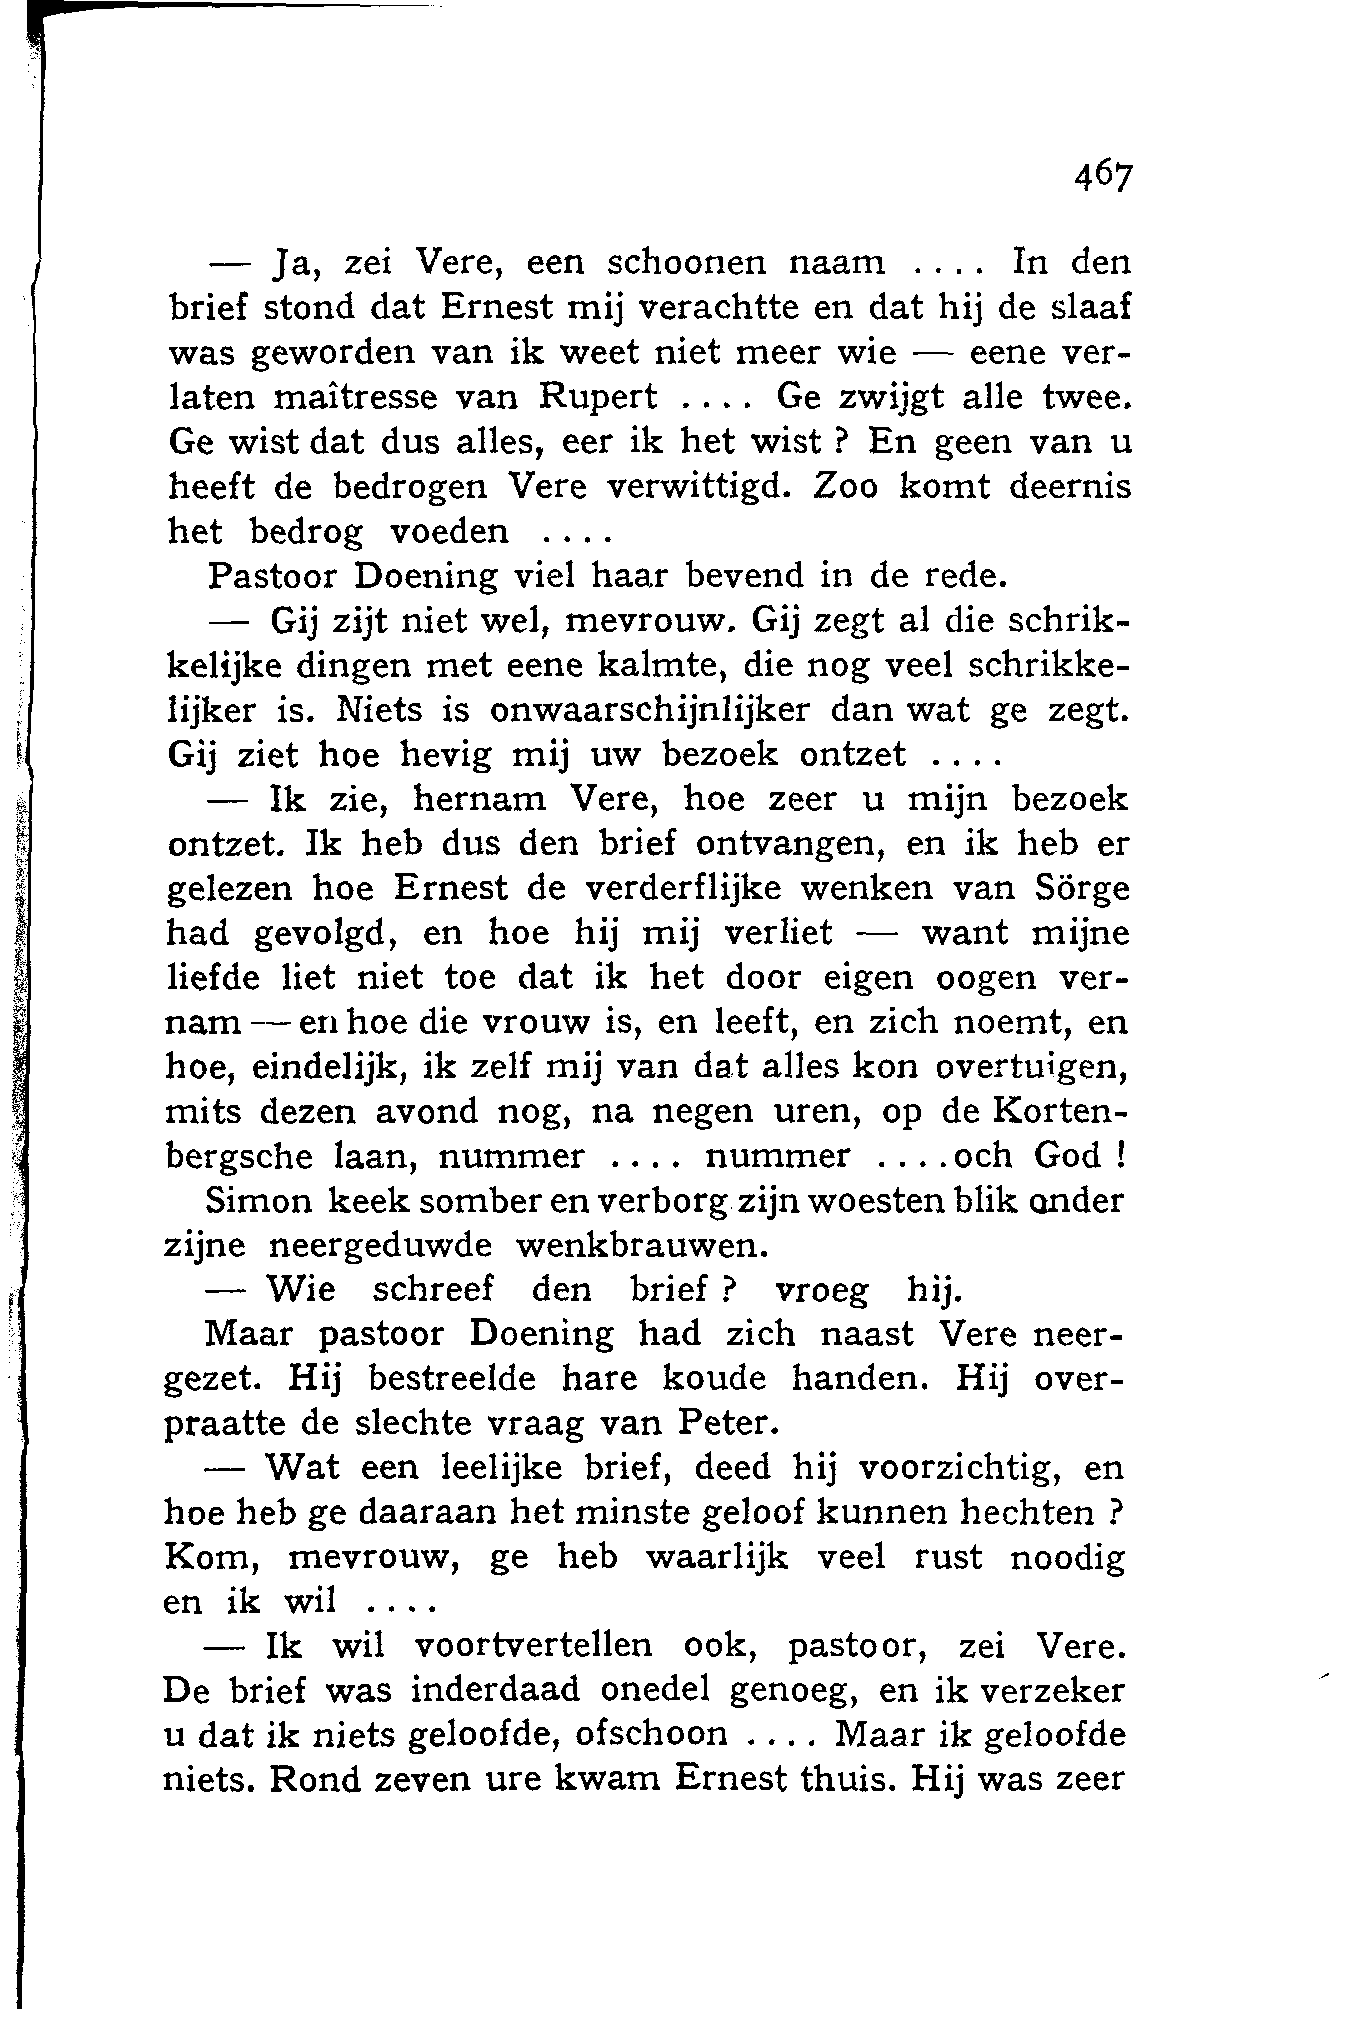 467
— Ja, zei Vere, een schoonen naam .... In den
brief stond dat Ernest mij verachtte en dat hij de slaaf
was geworden van ik weet niet meer wie — eene ver-
laten maîtresse van Rupert .... Ge zwijgt alle twee.
Ge wist dat dus alles, eer ik het wist ? En geen van u
heeft de bedrogen Vere verwittigd. Zoo komt deernis
het bedrog voeden ....
Pastoor Doening viel haar bevend in de rede.
— Gij zijt niet wel, mevrouw. Gij zegt al die schrik-
kelijke dingen met eene kalmte, die nog veel schrikke-
lijker is. Niets is onwaarschijnlijker dan wat ge zegt.
Gij ziet hoe hevig mij uw bezoek ontzet ....
— Ik zie, hernam Vere, hoe zeer u mijn bezoek
ontzet. Ik heb dus den brief ontvangen, en ik heb er
gelezen hoe Ernest de verderflijke wenken van Sörge
had gevolgd, en hoe hij mij verliet — want mijne
liefde liet niet toe dat ik het door eigen oogen ver-
nam — en hoe die vrouw is, en leeft, en zich noemt, en
hoe, eindelijk, ik zelf mij van dat alles kon overtuigen,
mits dezen avond nog, na negen uren, op de Korten-
bergsche laan, nummer .... nummer ....och God !
Simon keek somber en verborg zijn woesten blik onder
zijne neergeduwde wenkbrauwen.
— Wie schreef den brief ? vroeg hij.
Maar pastoor Doening had zich naast Vere neer-
gezet. Hij bestreelde hare koude handen. Hij over-
praatte de slechte vraag van Peter.
— Wat een leelijke brief, deed hij voorzichtig, en
hoe heb ge daaraan het minste geloof kunnen hechten ?
Kom, mevrouw, ge heb waarlijk veel rust noodig
en ik wil ....
— Ik wil voortvertellen ook, pastoor, zei Vere.
De brief was inderdaad onedel genoeg, en ik verzeker
u dat ik niets geloofde, ofschoon .... Maar ik geloofde
niets. Rond zeven ure kwam Ernest thuis. Hij was zeer